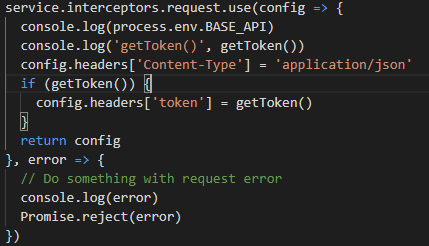 service.interceptors.request.use(config => {
  console.log(process.env.BASE_API)
  console.log('getToken()', getToken())
  config.headers['Content-Type'] = 'application/json'
  if (getToken()) {
    config.headers['token'] = getToken()
  }
  return config
}, error => {
  // Do something with request error
  console.log(error)
  Promise.reject(error)
})